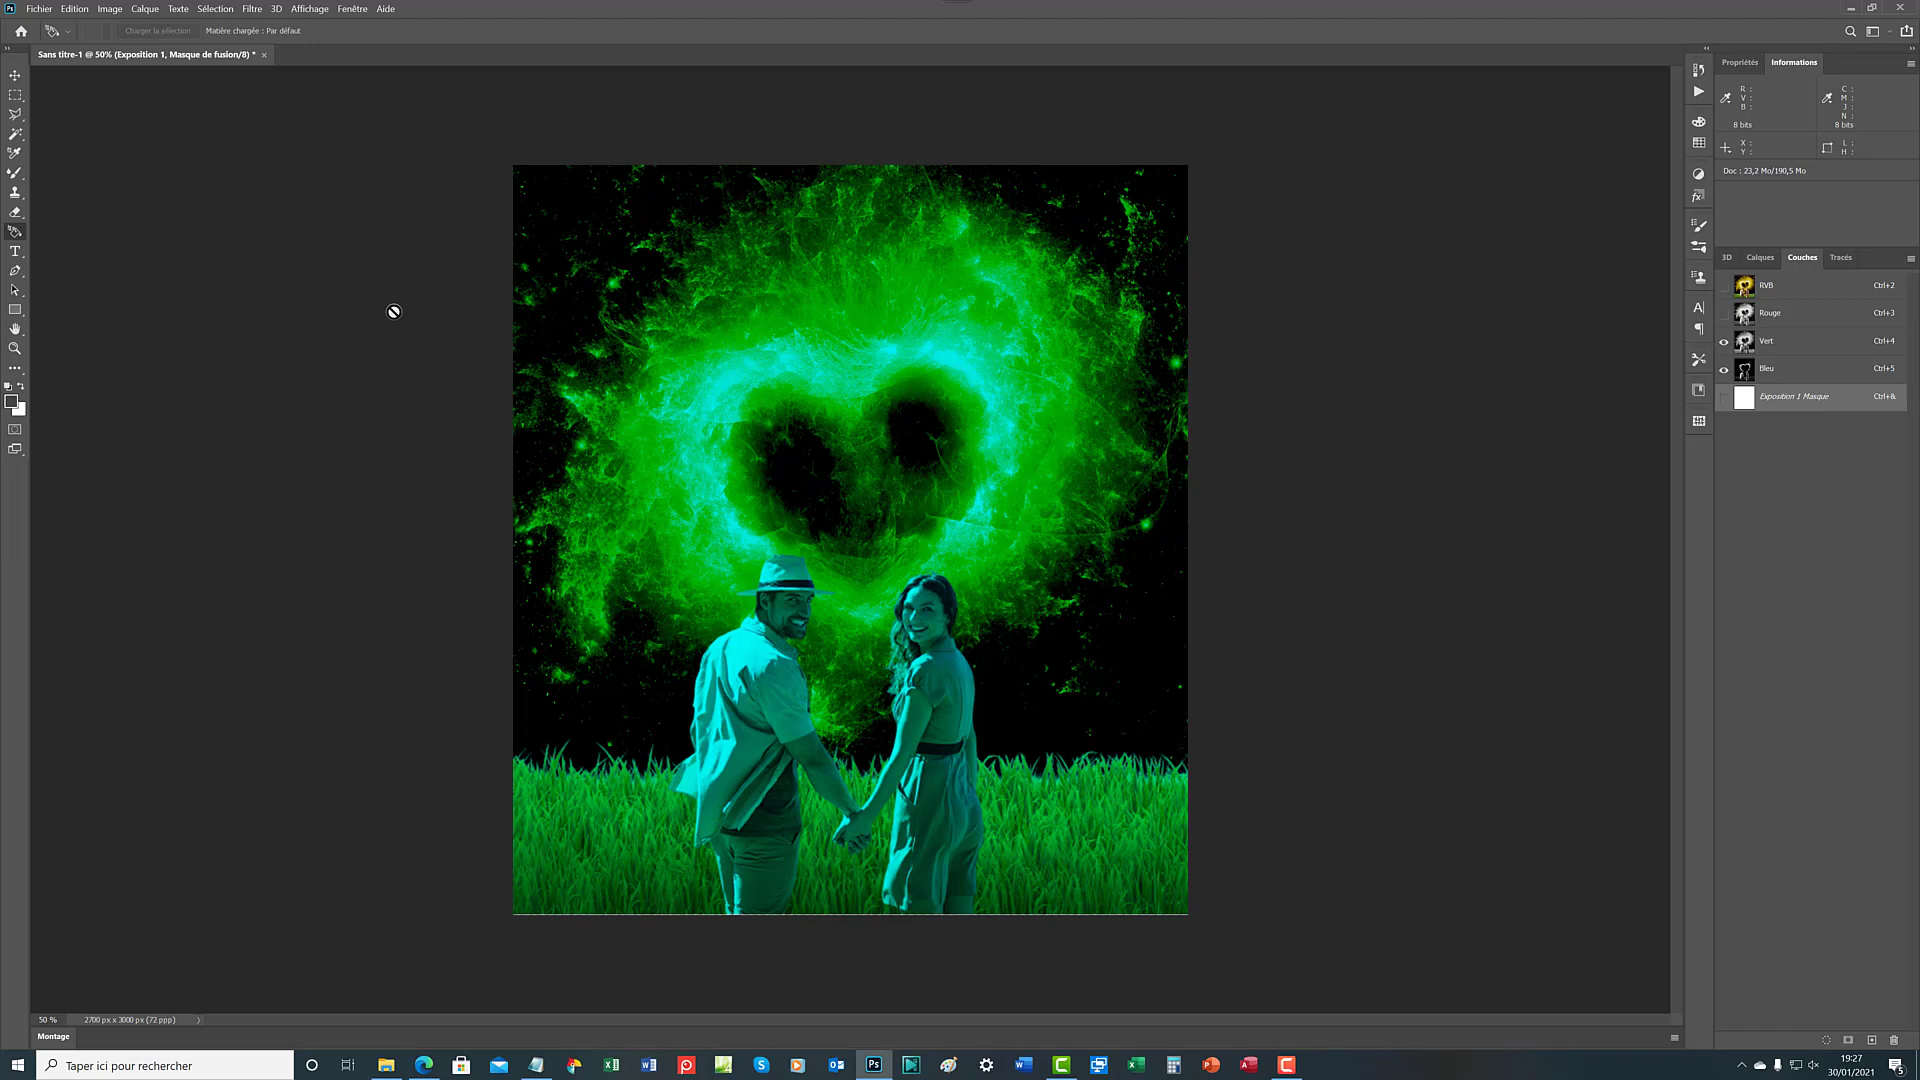 Ps Fichier Edition Image Calque Texte Sélection Filtre 3D Affichage Fenêtre Aide
Charger la sélection Matière chargée : Par défaut
Sans titre-1 @ 50% (Exposition 1, Masque de fusion/8) * ×
Propriétés Informations
R :
V :
B :
8 bits
C :
M :
J :
N :
8 bits
X :
Y :
L :
H :
Doc : 23,2 Mo/190,5 Mo
3D Calques Couches Tracés
RVB Ctrl+2
Rouge Ctrl+3
Vert Ctrl+4
Bleu Ctrl+5
Exposition 1 Masque Ctrl+&
50 % 2700 px x 3000 px (72 ppp)
Montage
Taper ici pour rechercher
Ps
19:27
30/01/2021
5